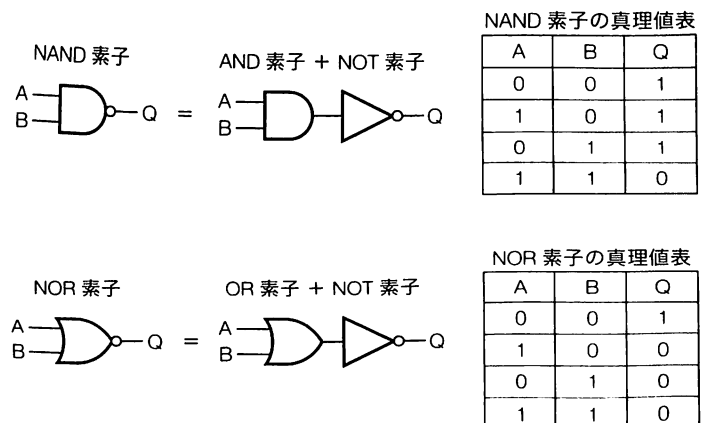 NAND 素子
A
B
Q
=
AND 素子 + NOT 素子
A
B
Q
NAND 素子の真理値表
A B Q
0 0 1
1 0 1
0 1 1
1 1 0
NOR 素子
A
B
Q
=
OR 素子 + NOT 素子
A
B
Q
NOR 素子の真理値表
A B Q
0 0 1
1 0 0
0 1 0
1 1 0